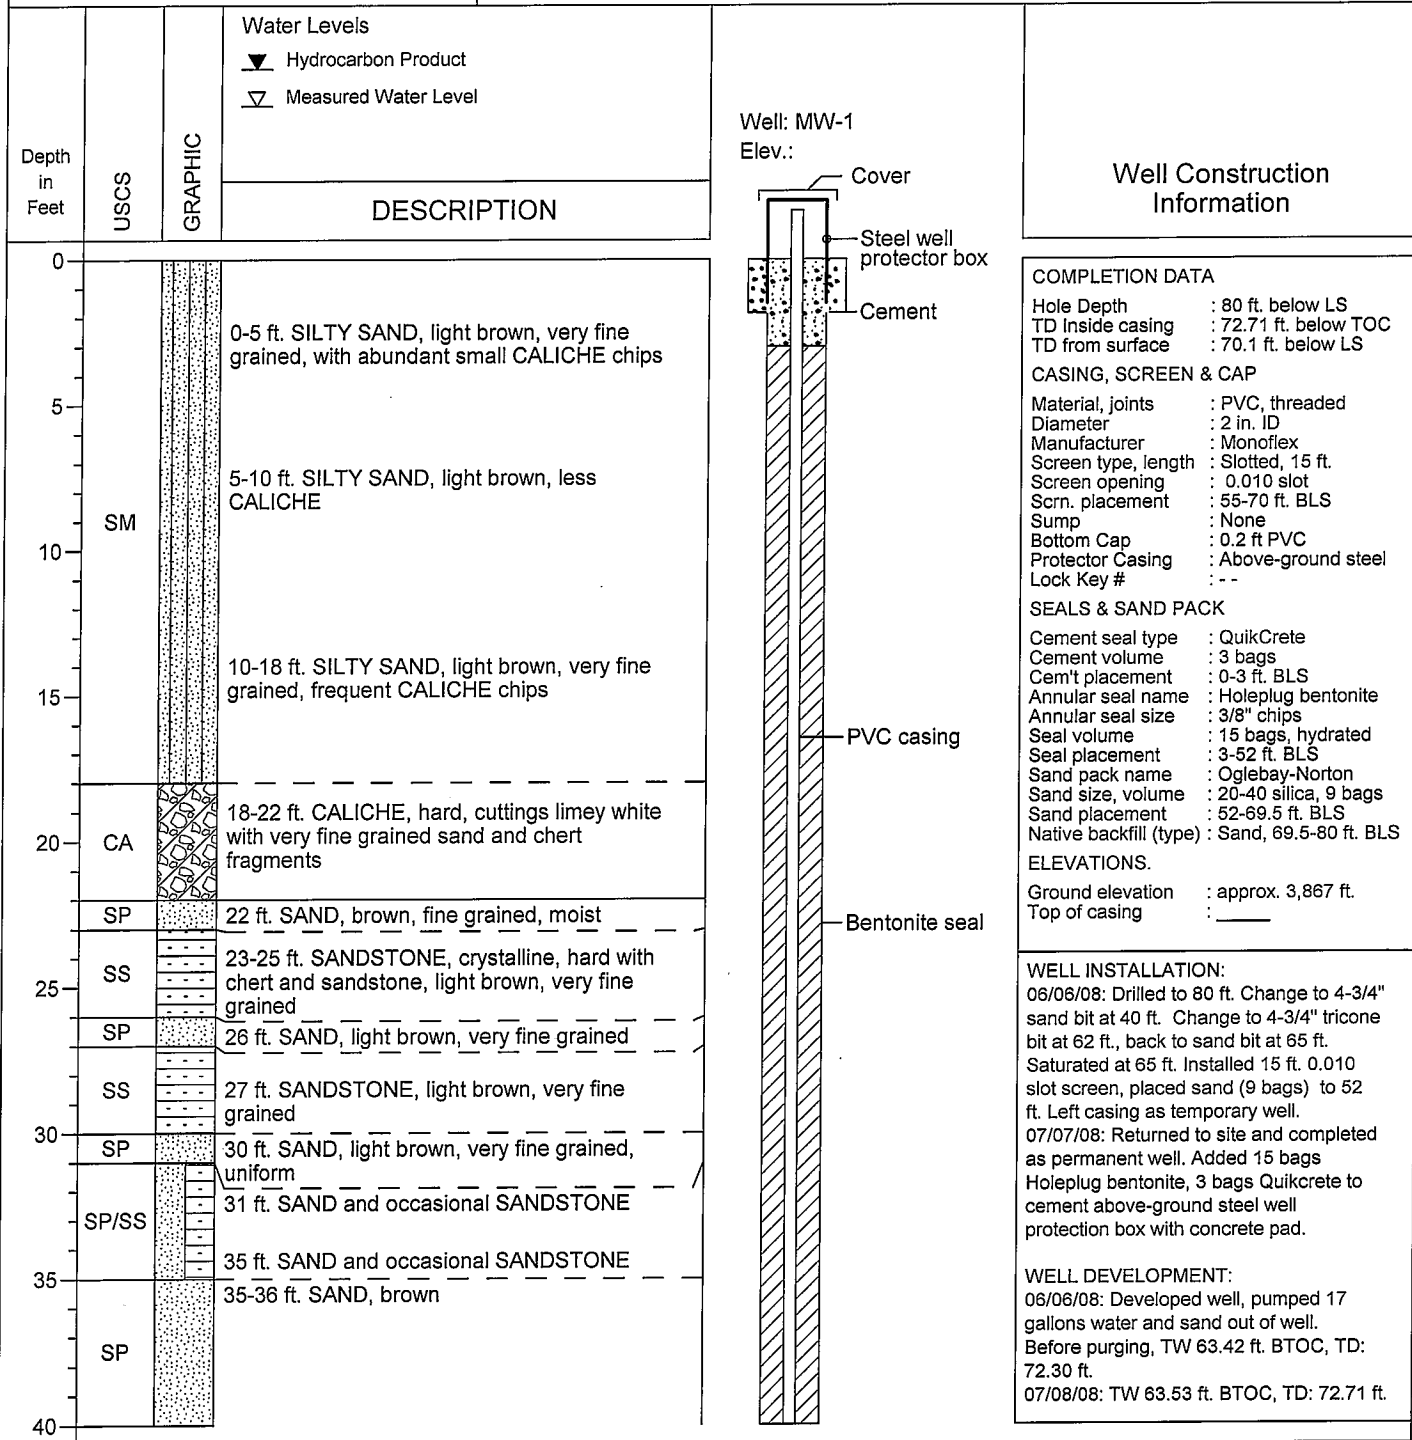 Water Levels
Hydrocarbon Product
Measured Water Level
Depth
in
Feet
USCS
GRAPHIC
DESCRIPTION
Well: MW-1
Elev.:
Cover
Steel well
protector box
Cement
PVC casing
Bentonite seal
Well Construction
Information
0
5
10
15
20
25
30
35
40
SM
CA
SP
SS
SP
SS
SP
SP/SS
SP
0-5 ft. SILTY SAND, light brown, very fine
grained, with abundant small CALICHE chips
5-10 ft. SILTY SAND, light brown, less
CALICHE
10-18 ft. SILTY SAND, light brown, very fine
grained, frequent CALICHE chips
18-22 ft. CALICHE, hard, cuttings limey white
with very fine grained sand and chert
fragments
22 ft. SAND, brown, fine grained, moist
23-25 ft. SANDSTONE, crystalline, hard with
chert and sandstone, light brown, very fine
grained
26 ft. SAND, light brown, very fine grained
27 ft. SANDSTONE, light brown, very fine
grained
30 ft. SAND, light brown, very fine grained,
uniform
31 ft. SAND and occasional SANDSTONE
35 ft. SAND and occasional SANDSTONE
35-36 ft. SAND, brown
COMPLETION DATA
Hole Depth : 80 ft. below LS
TD Inside casing : 72.71 ft. below TOC
TD from surface : 70.1 ft. below LS
CASING, SCREEN & CAP
Material, joints : PVC, threaded
Diameter : 2 in. ID
Manufacturer : Monoflex
Screen type, length : Slotted, 15 ft.
Screen opening : 0.010 slot
Scrn. placement : 55-70 ft. BLS
Sump : None
Bottom Cap : 0.2 ft PVC
Protector Casing : Above-ground steel
Lock Key # : - -
SEALS & SAND PACK
Cement seal type : QuikCrete
Cement volume : 3 bags
Cem't placement : 0-3 ft. BLS
Annular seal name : Holeplug bentonite
Annular seal size : 3/8" chips
Seal volume : 15 bags, hydrated
Seal placement : 3-52 ft. BLS
Sand pack name : Oglebay-Norton
Sand size, volume : 20-40 silica, 9 bags
Sand placement : 52-69.5 ft. BLS
Native backfill (type) : Sand, 69.5-80 ft. BLS
ELEVATIONS.
Ground elevation : approx. 3,867 ft.
Top of casing : ______
WELL INSTALLATION:
06/06/08: Drilled to 80 ft. Change to 4-3/4"
sand bit at 40 ft. Change to 4-3/4" tricone
bit at 62 ft., back to sand bit at 65 ft.
Saturated at 65 ft. Installed 15 ft. 0.010
slot screen, placed sand (9 bags) to 52
ft. Left casing as temporary well.
07/07/08: Returned to site and completed
as permanent well. Added 15 bags
Holeplug bentonite, 3 bags Quikcrete to
cement above-ground steel well
protection box with concrete pad.
WELL DEVELOPMENT:
06/06/08: Developed well, pumped 17
gallons water and sand out of well.
Before purging, TW 63.42 ft. BTOC, TD:
72.30 ft.
07/08/08: TW 63.53 ft. BTOC, TD: 72.71 ft.